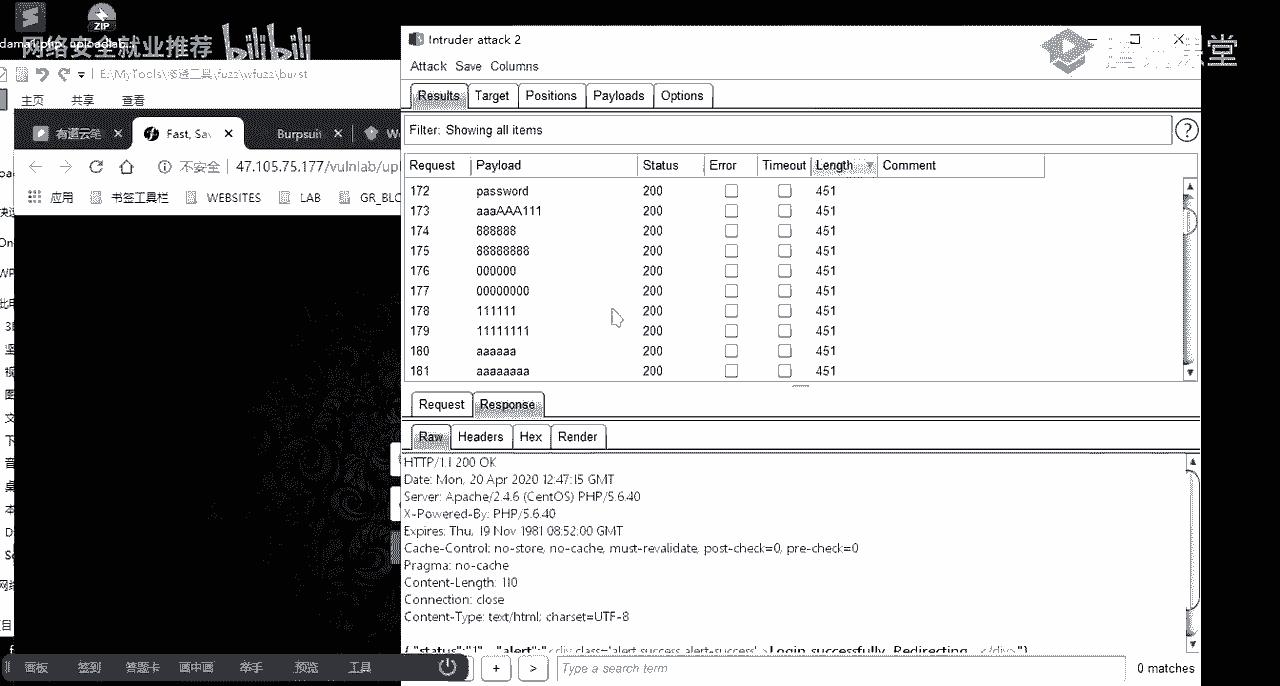 ZIP
网络安全就业推荐
bilibili
课堂
E:\MyTools\渗透工具\fuzz\wfuzz\burst
主页 共享 查看
有道云笔 Fast, Sav Burpsuit
不安全 47.105.75.177/vulnlab/upl
应用 书签工具栏 WEBSITES LAB GR_BLO
Intruder attack 2
Attack Save Columns
Results Target Positions Payloads Options
Filter: Showing all items
?
Request Payload Status Error Timeout Length Comment
172 password 200 451
173 aaaAAA111 200 451
174 888888 200 451
175 88888888 200 451
176 000000 200 451
177 00000000 200 451
178 111111 200 451
179 11111111 200 451
180 aaaaaa 200 451
181 aaaaaaaa 200 451
Request Response
Raw Headers Hex Render
HTTP/1.1 200 OK
Date: Mon, 20 Apr 2020 12:47:15 GMT
Server: Apache/2.4.6 (CentOS) PHP/5.6.40
X-Powered-By: PHP/5.6.40
Expires: Thu, 19 Nov 1981 08:52:00 GMT
Cache-Control: no-store, no-cache, must-revalidate, post-check=0, pre-check=0
Pragma: no-cache
Content-Length: 110
Connection: close
Content-Type: text/html; charset=UTF-8
{ "status":"1" , "alert":"<div class='alert alert-success' >Login successfully, Redirecting...</div>"}
画板 签到 答题卡 画中画 举手 预览 工具
+ > Type a search term 0 matches